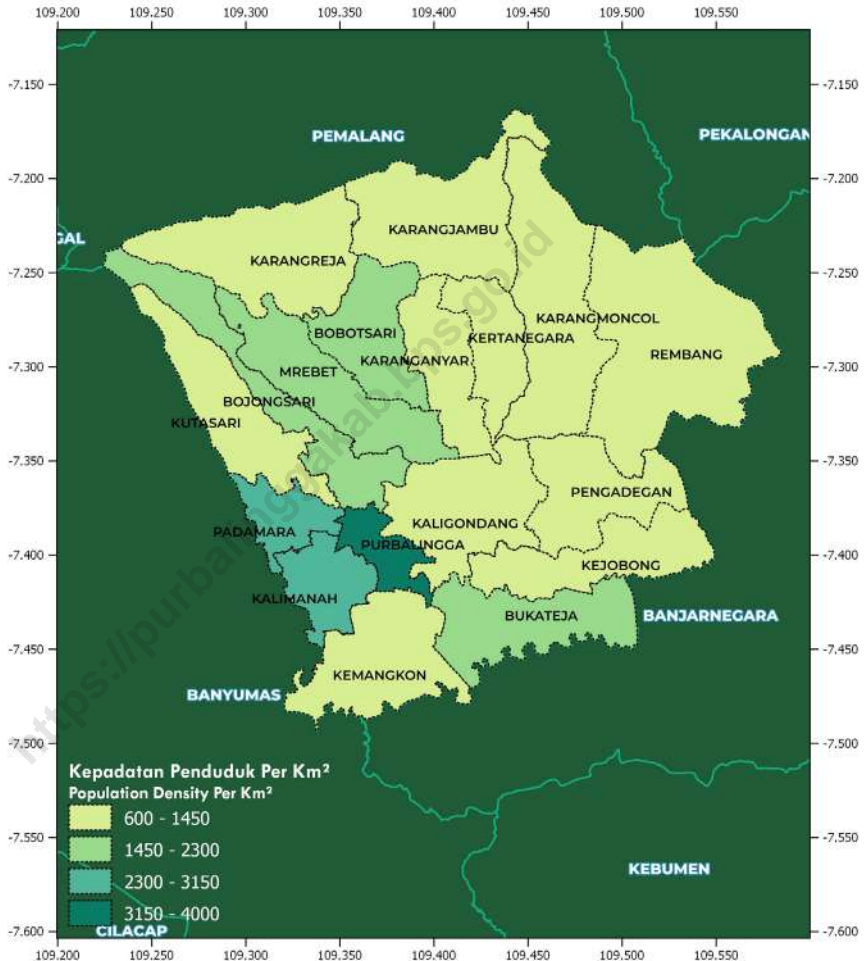 109.200 109.250 109.300 109.350 109.400 109.450 109.500 109.550
-7.150 -7.150
PEMALANG PEKALONGAN
-7.200 -7.200
KARANGJAMBU
GAL
KARANGREJA
-7.250 -7.250
BOBOTSARI KERTANEGARA KARANGMONCOL
-7.300 MREBET KARANGANYAR REMBANG -7.300
BOJONGSARI
KUTASARI
-7.350 -7.350
PENGADEGAN
PADAMARA KALIGONDANG
PURBALINGGA
-7.400 KEJOBONG -7.400
KALIMANAH
BUKATEJA BANJARNEGARA
-7.450 -7.450
KEMANGKON
BANYUMAS
-7.500 -7.500
Kepadatan Penduduk Per Km²
Population Density Per Km²
600 - 1450
-7.550 1450 - 2300 -7.550
2300 - 3150 KEBUMEN
3150 - 4000
CILACAP
-7.600 -7.600
109.200 109.250 109.300 109.350 109.400 109.450 109.500 109.550
https://purbalinggakab.bps.go.id